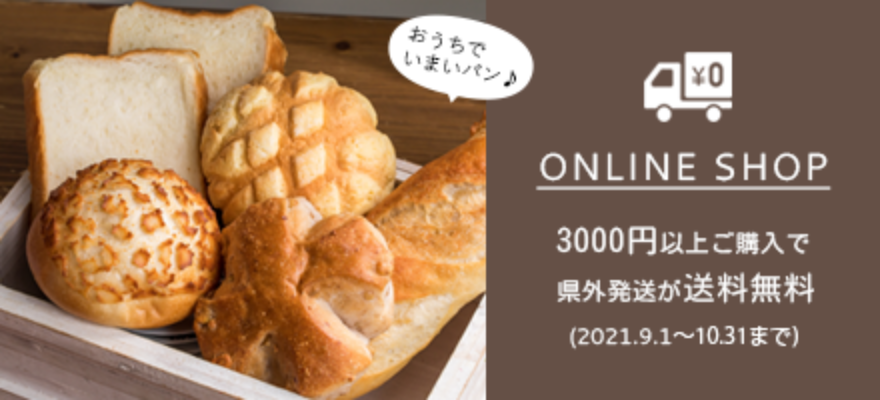 おうちで
いまいパン♪
¥0
ONLINE SHOP
3000円以上ご購入で
県外発送が送料無料
(2021.9.1〜10.31まで)